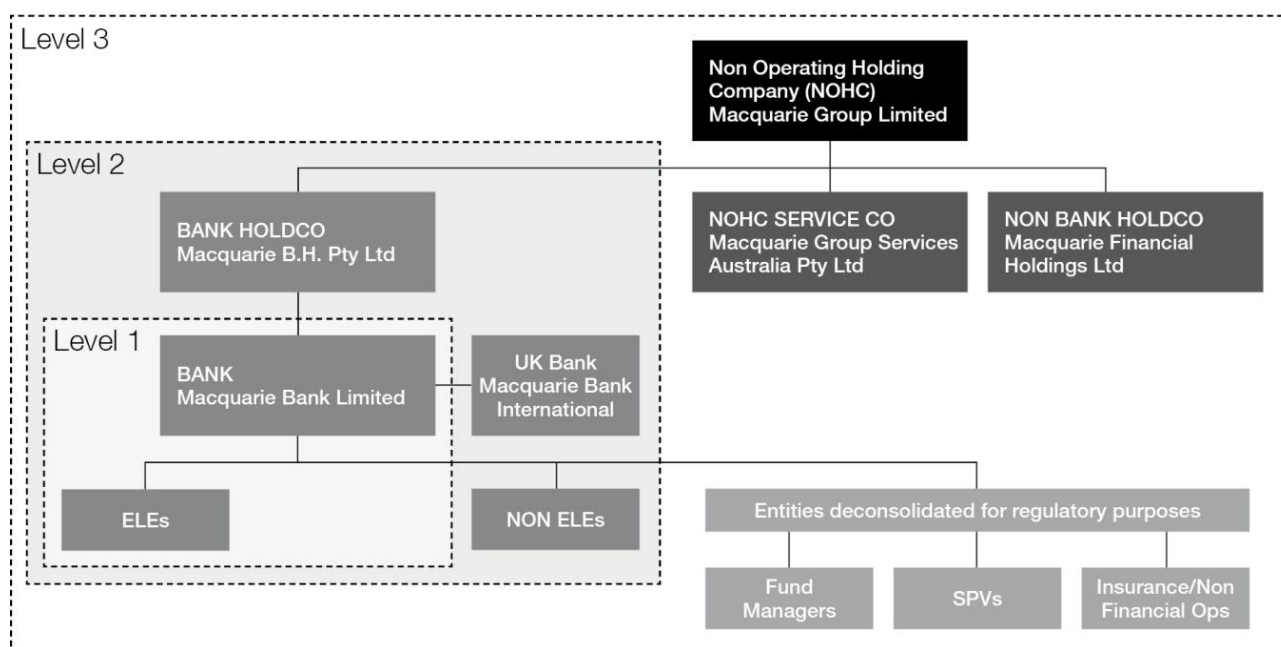 Level 3
Non Operating Holding
Company (NOHC)
Macquarie Group Limited
Level 2
BANK HOLDCO
Macquarie B.H. Pty Ltd
NOHC SERVICE CO
Macquarie Group Services
Australia Pty Ltd
NON BANK HOLDCO
Macquarie Financial
Holdings Ltd
Level 1
BANK
Macquarie Bank Limited
UK Bank
Macquarie Bank
International
ELEs
NON ELEs
Entities deconsolidated for regulatory purposes
Fund
Managers
SPVs
Insurance/Non
Financial Ops